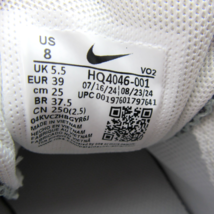 US
8
VO2
UK 5.5
EUR 39
cm 25
BR 37.5
CN 250(2.5)
HQ4046-001
07/16/24 08/23/24
UPC 00197601797641
MADE IN VIETNAM